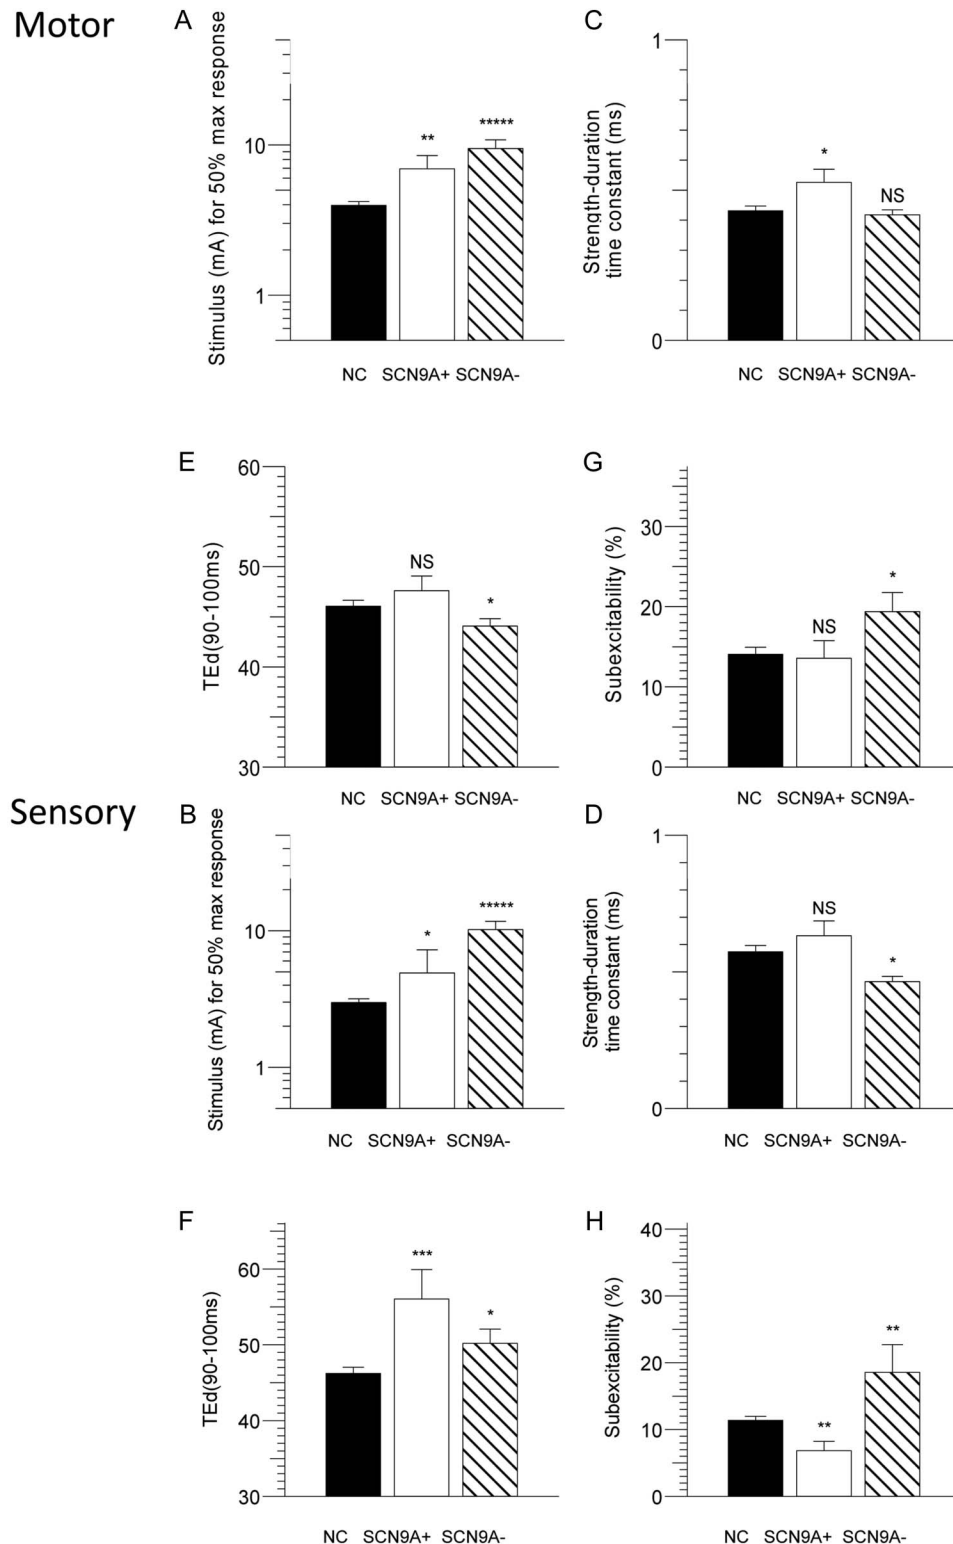 Motor
A
Stimulus (mA) for 50% max response
10
1
**
*****
NC SCN9A+ SCN9A-
C
Strength-duration
time constant (ms)
1
0
*
NS
NC SCN9A+ SCN9A-
E
TEd(90-100ms)
60
50
40
30
NS
*
NC SCN9A+ SCN9A-
G
Subexcitability (%)
30
20
10
0
NS
*
NC SCN9A+ SCN9A-
Sensory
B
Stimulus (mA) for 50% max response
10
1
*
*****
NC SCN9A+ SCN9A-
D
Strength-duration
time constant (ms)
1
0
NS
*
NC SCN9A+ SCN9A-
F
TEd(90-100ms)
60
50
40
30
***
*
NC SCN9A+ SCN9A-
H
Subexcitability (%)
40
30
20
10
0
**
**
NC SCN9A+ SCN9A-